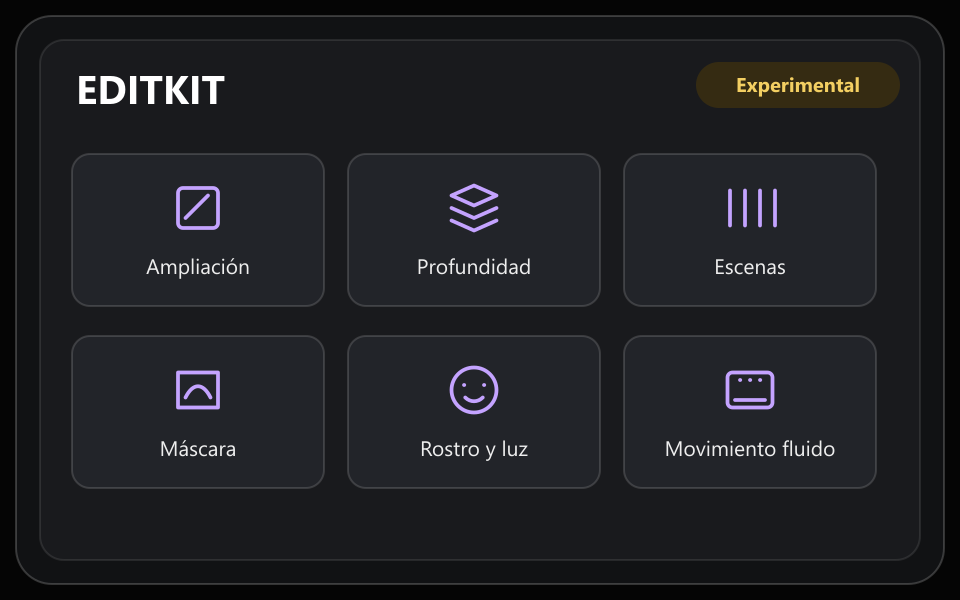 EDITKIT
Experimental
Ampliación
Profundidad
Escenas
Máscara
Rostro y luz
Movimiento fluido